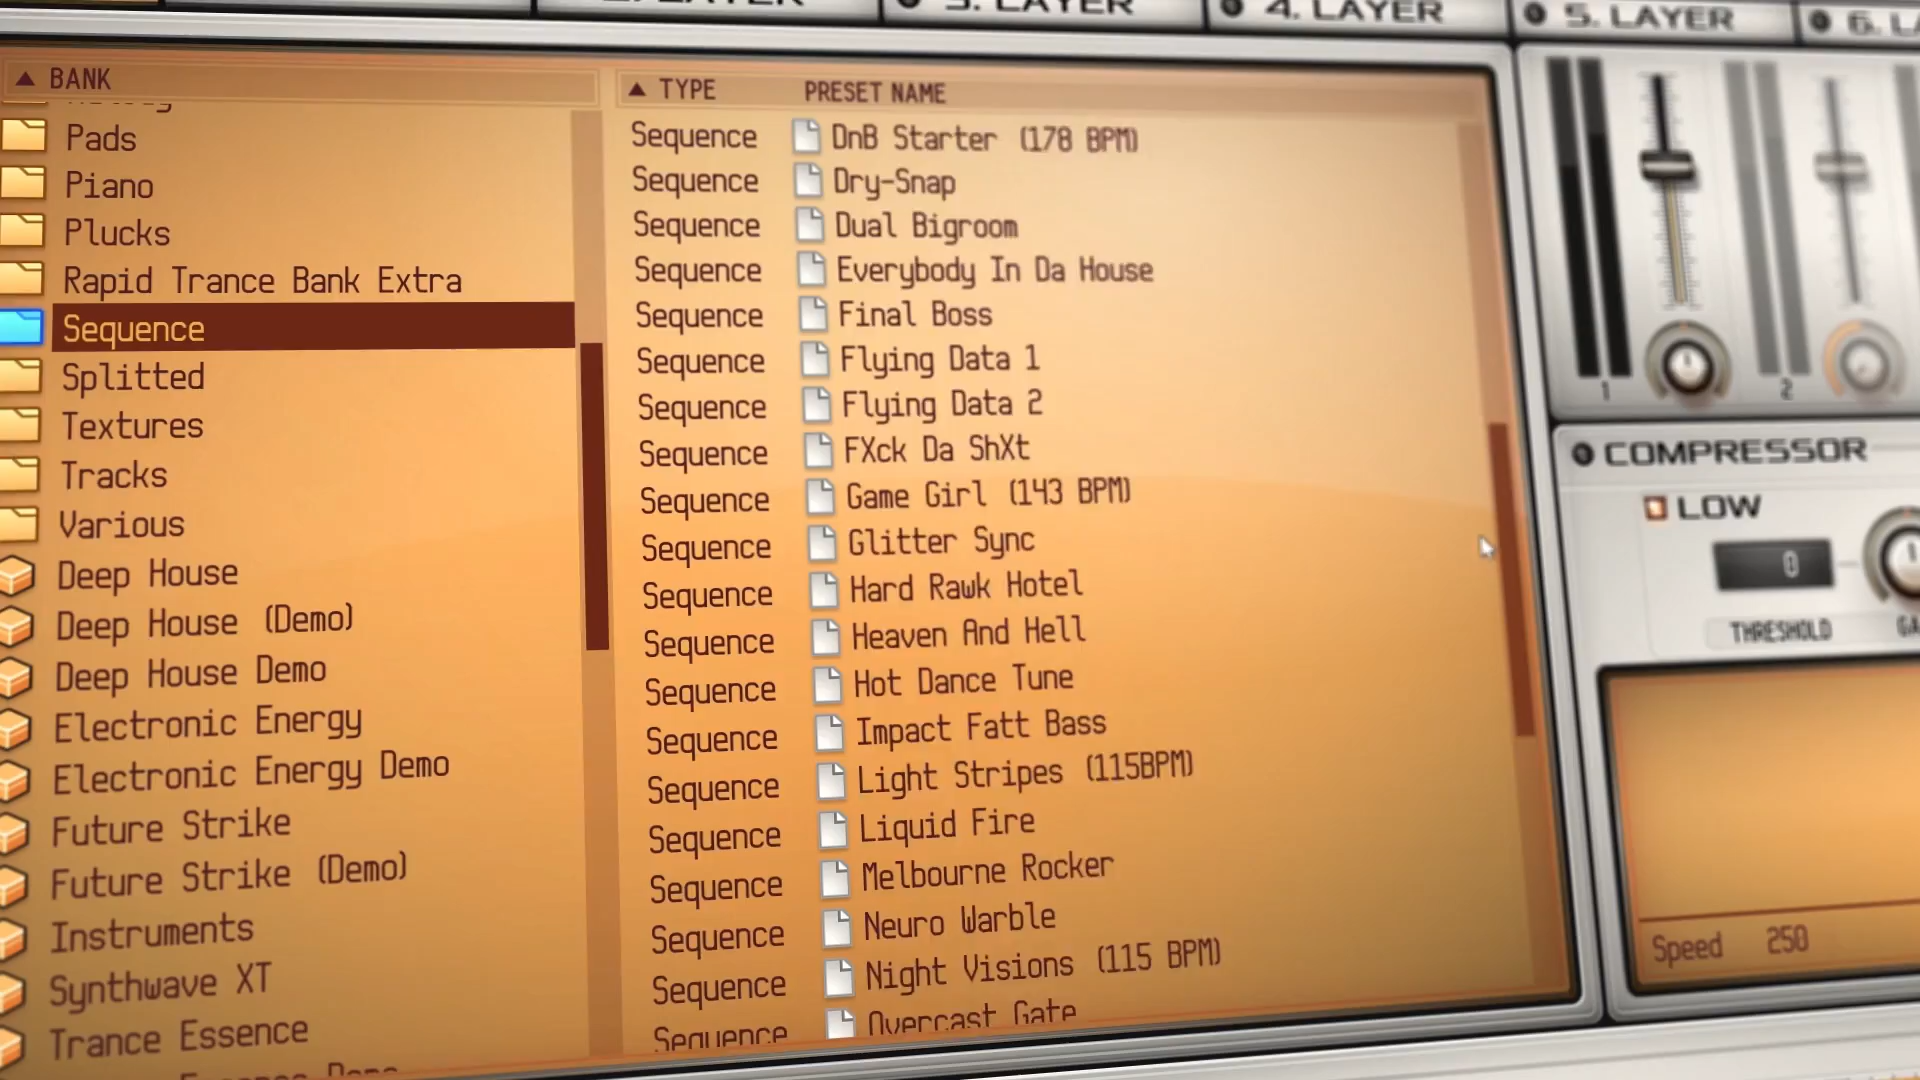 3. LAYER
4. LAYER
5. LAYER
6.
BANK
Pads
Piano
Plucks
Rapid Trance Bank Extra
Sequence
Splitted
Textures
Tracks
Various
Deep House
Deep House (Demo)
Deep House Demo
Electronic Energy
Electronic Energy Demo
Future Strike
Future Strike (Demo)
Instruments
Synthwave XT
Trance Essence
TYPE PRESET NAME
Sequence DnB Starter (178 BPM)
Sequence Dry-Snap
Sequence Dual Bigroom
Sequence Everybody In Da House
Sequence Final Boss
Sequence Flying Data 1
Sequence Flying Data 2
Sequence FXck Da ShXt
Sequence Game Girl (143 BPM)
Sequence Glitter Sync
Sequence Hard Rawk Hotel
Sequence Heaven And Hell
Sequence Hot Dance Tune
Sequence Impact Fatt Bass
Sequence Light Stripes (115BPM)
Sequence Liquid Fire
Sequence Melbourne Rocker
Sequence Neuro Warble
Sequence Night Visions (115 BPM)
Sequence Overcast Gate
1
2
COMPRESSOR
LOW
0
THRESHOLD
Speed 250